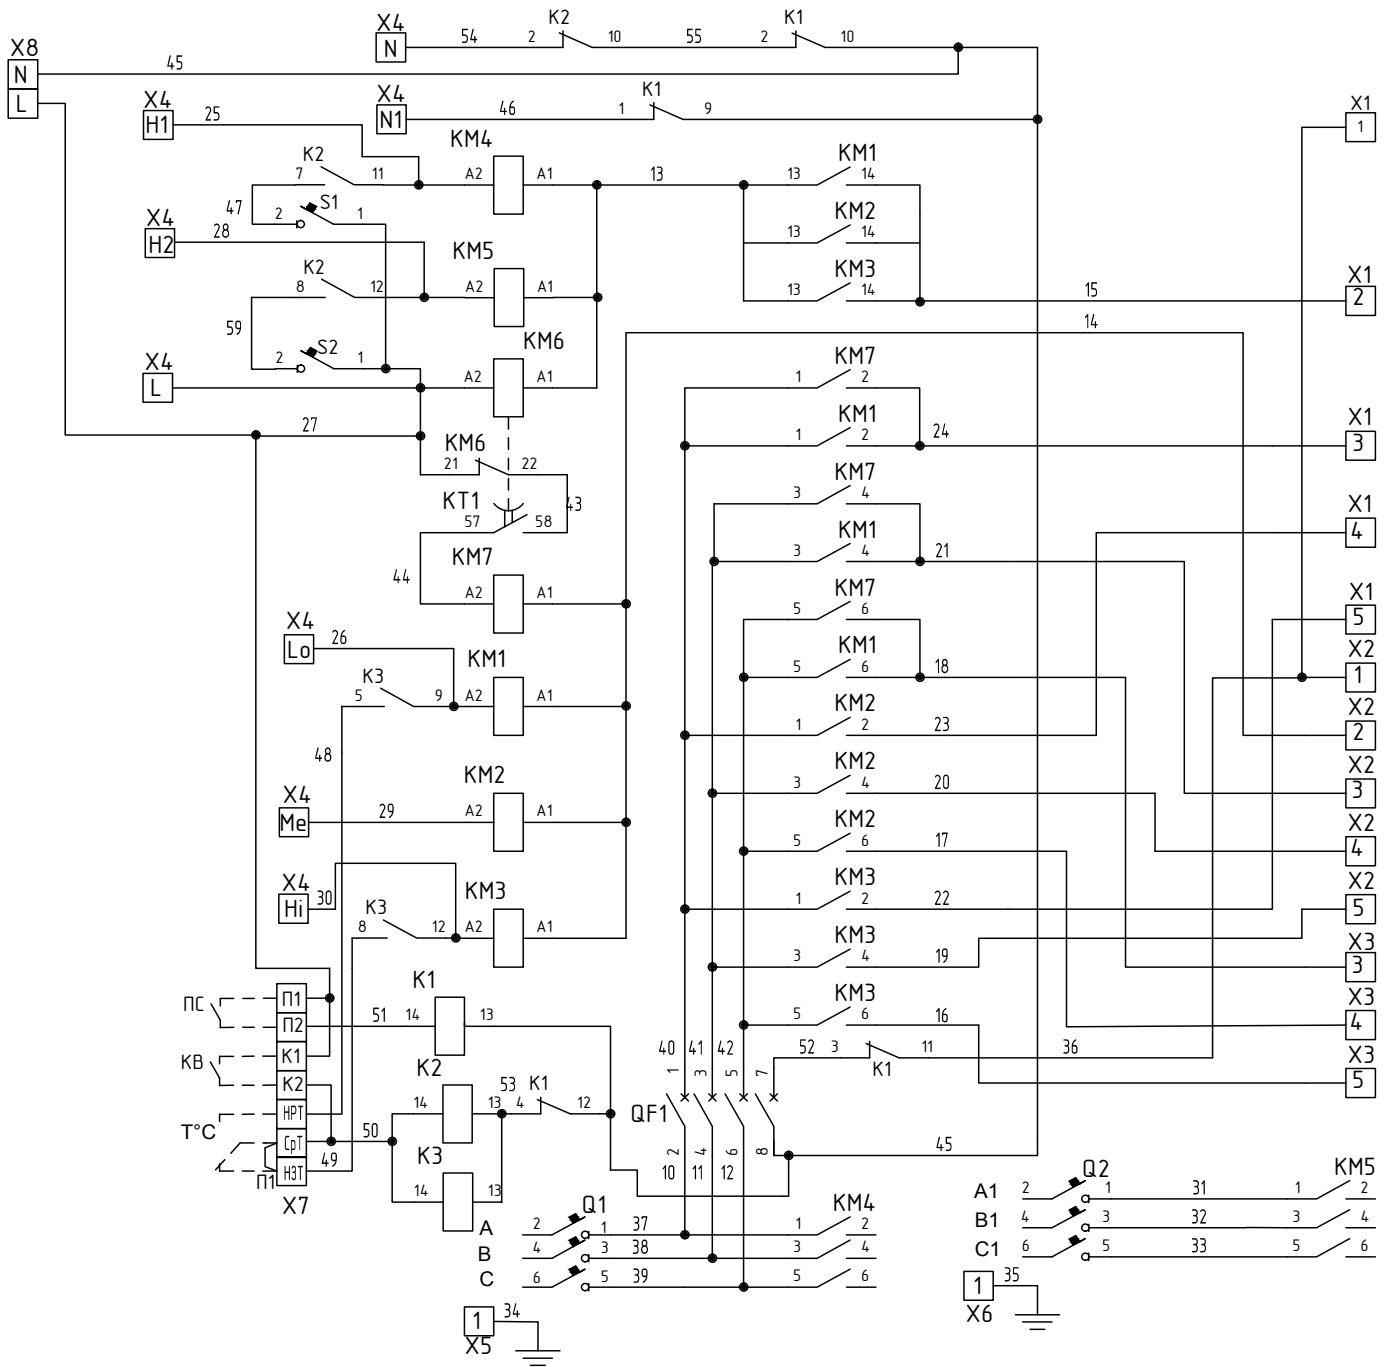 X4
N
54
2
K2
10
55
2
K1
10
X8
N
L
45
X4
N1
46
1
K1
9
X4
H1
25
X1
1
KM4
K2
7
11
A2
A1
13
KM1
13
14
47
2
S1
1
KM2
13
14
X4
H2
28
KM5
K2
8
12
A2
A1
KM3
13
14
15
X1
2
59
2
S2
1
14
KM6
X4
L
A2
A1
KM7
1
2
27
KM1
1
2
24
X1
3
KM6
21
22
KM7
3
4
43
KT1
57
58
X1
4
KM1
3
4
21
KM7
44
A2
A1
KM7
5
6
X1
5
X4
Lo
26
KM1
5
6
18
X2
1
KM1
K3
5
9
A2
A1
KM2
1
2
23
X2
2
48
KM2
3
4
20
X2
3
X4
Me
29
KM2
A2
A1
KM2
5
6
17
X2
4
X4
Hi
30
KM3
K3
8
12
A2
A1
KM3
1
2
22
X2
5
KM3
3
4
19
X3
3
ПС
П1
П2
51
K1
14
13
KM3
5
6
16
X3
4
КВ
К1
К2
40
41
42
52
3
K1
11
36
X3
5
1
3
5
7
K2
14
13
53
4
K1
12
T°C
НРТ
СрТ
НЗТ
П1
X7
50
49
K3
14
13
QF1
2
4
6
8
10
11
12
45
Q1
A
2
1
37
1
KM4
2
B
4
3
38
3
4
C
6
5
39
5
6
Q2
A1
2
1
31
1
KM5
2
B1
4
3
32
3
4
C1
6
5
33
5
6
1
X5
34
1
X6
35